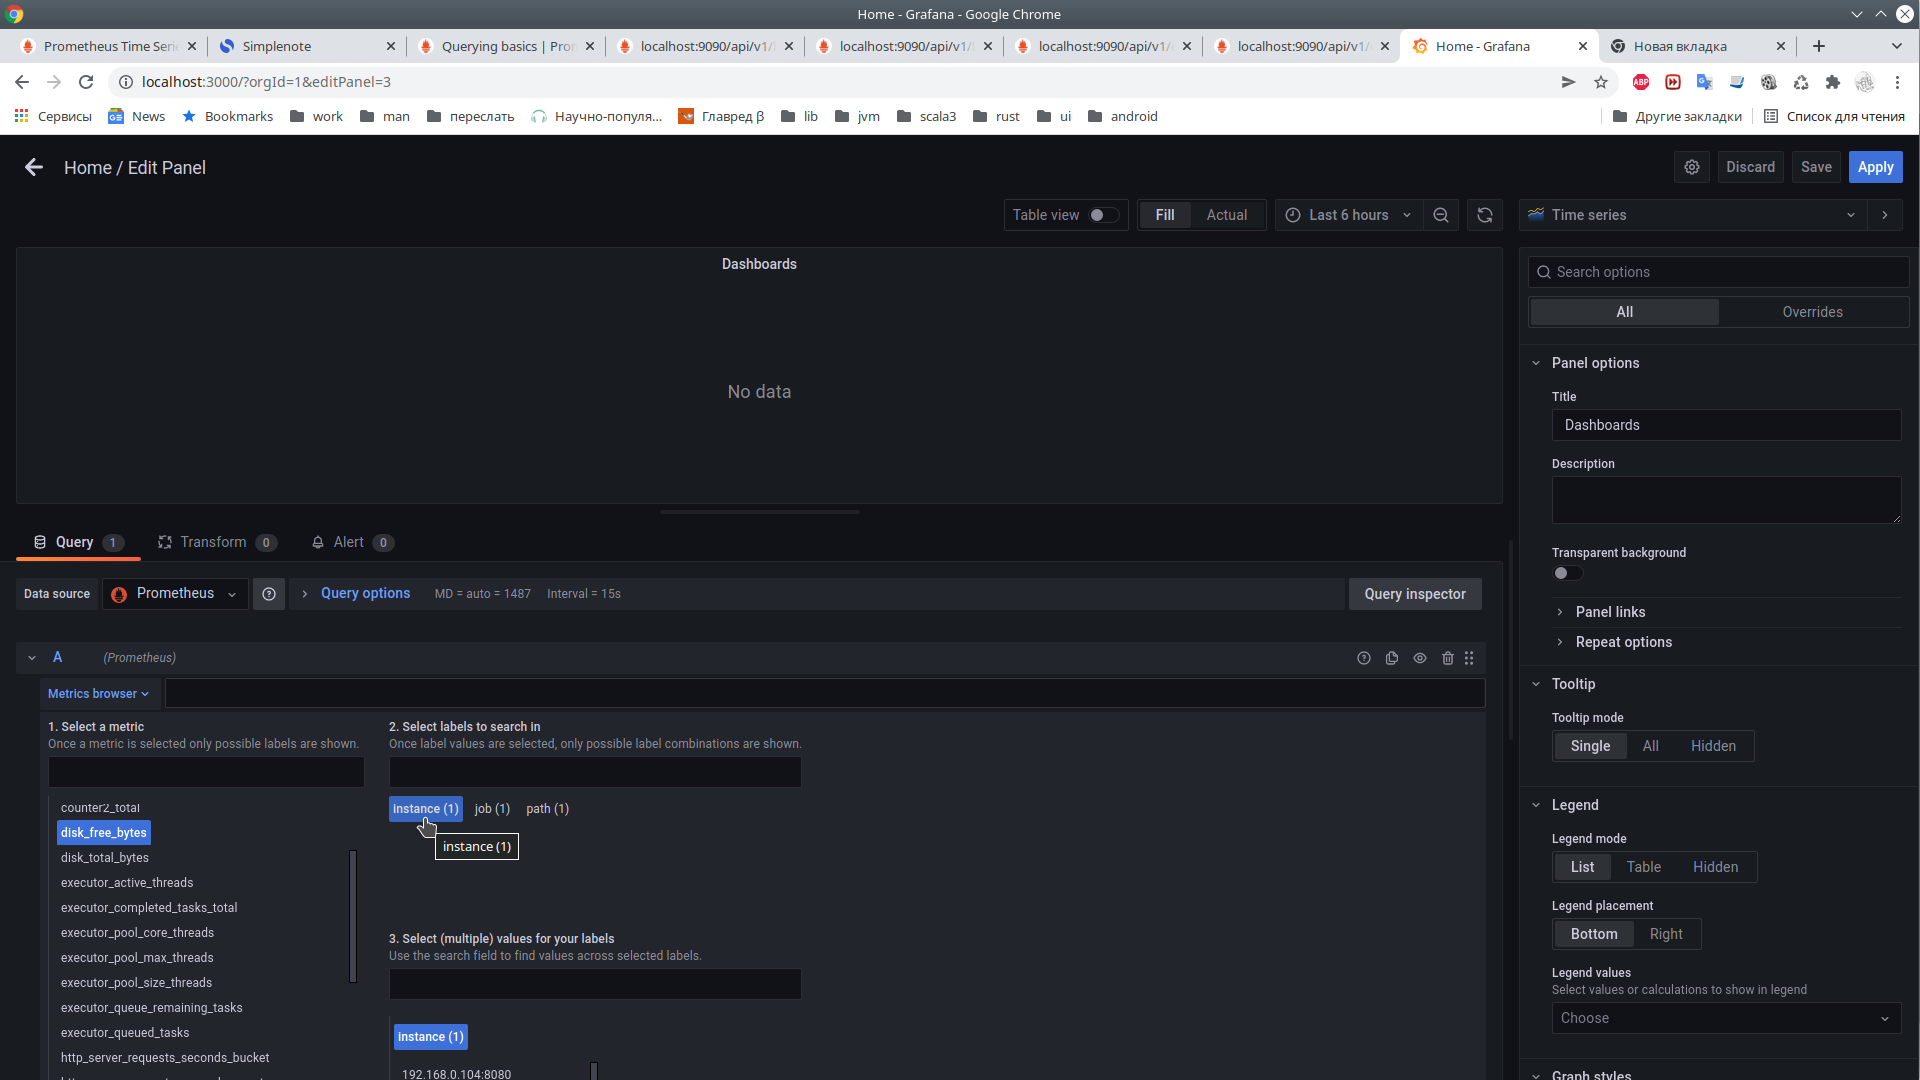 Home - Grafana - Google Chrome
Prometheus Time Seri
Simplenote
Querying basics | Pro
localhost:9090/api/v1/
localhost:9090/api/v1/
localhost:9090/api/v1/
localhost:9090/api/v1/
Home - Grafana
Новая вкладка
localhost:3000/?orgId=1&editPanel=3
ABP
Сервисы
News
Bookmarks
work
man
переслать
Научно-популя...
Главред β
lib
jvm
scala3
rust
ui
android
Другие закладки
Список для чтения
Home / Edit Panel
Discard
Save
Apply
Table view
Fill
Actual
Last 6 hours
Time series
Dashboards
No data
Search options
All
Overrides
Panel options
Title
Dashboards
Description
Transparent background
Panel links
Repeat options
Tooltip
Tooltip mode
Single
All
Hidden
Legend
Legend mode
List
Table
Hidden
Legend placement
Bottom
Right
Legend values
Select values or calculations to show in legend
Choose
Graph styles
Query 1
Transform 0
Alert 0
Data source
Prometheus
Query options
MD = auto = 1487
Interval = 15s
Query inspector
A
(Prometheus)
Metrics browser
1. Select a metric
Once a metric is selected only possible labels are shown.
counter2_total
disk_free_bytes
disk_total_bytes
executor_active_threads
executor_completed_tasks_total
executor_pool_core_threads
executor_pool_max_threads
executor_pool_size_threads
executor_queue_remaining_tasks
executor_queued_tasks
http_server_requests_seconds_bucket
2. Select labels to search in
Once label values are selected, only possible label combinations are shown.
instance (1)
job (1)
path (1)
instance (1)
3. Select (multiple) values for your labels
Use the search field to find values across selected labels.
instance (1)
192.168.0.104:8080